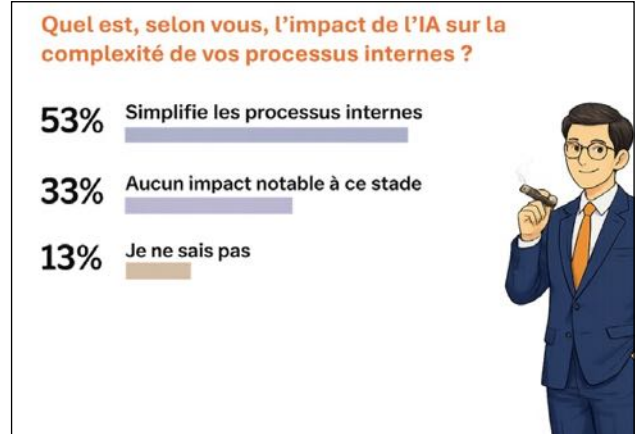 Quel est, selon vous, l’impact de l’IA sur la
complexité de vos processus internes ?
53% Simplifie les processus internes
33% Aucun impact notable à ce stade
13% Je ne sais pas